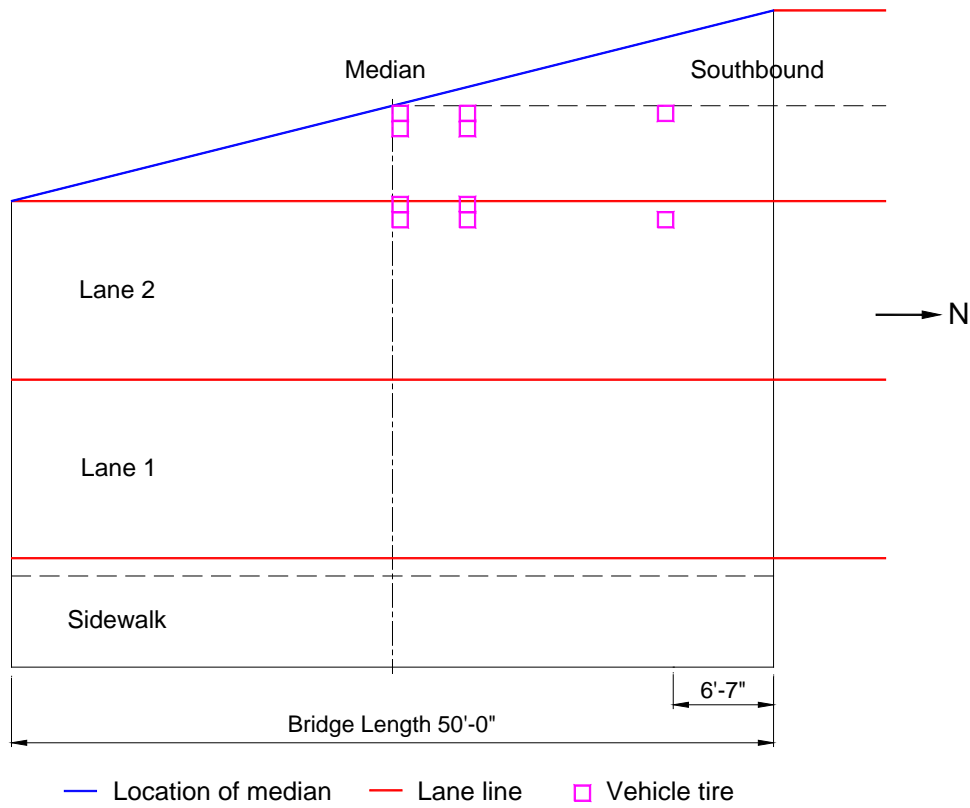 Median
Southbound
Lane 2
N
Lane 1
Sidewalk
6'-7"
Bridge Length 50'-0"
Location of median
Lane line
Vehicle tire